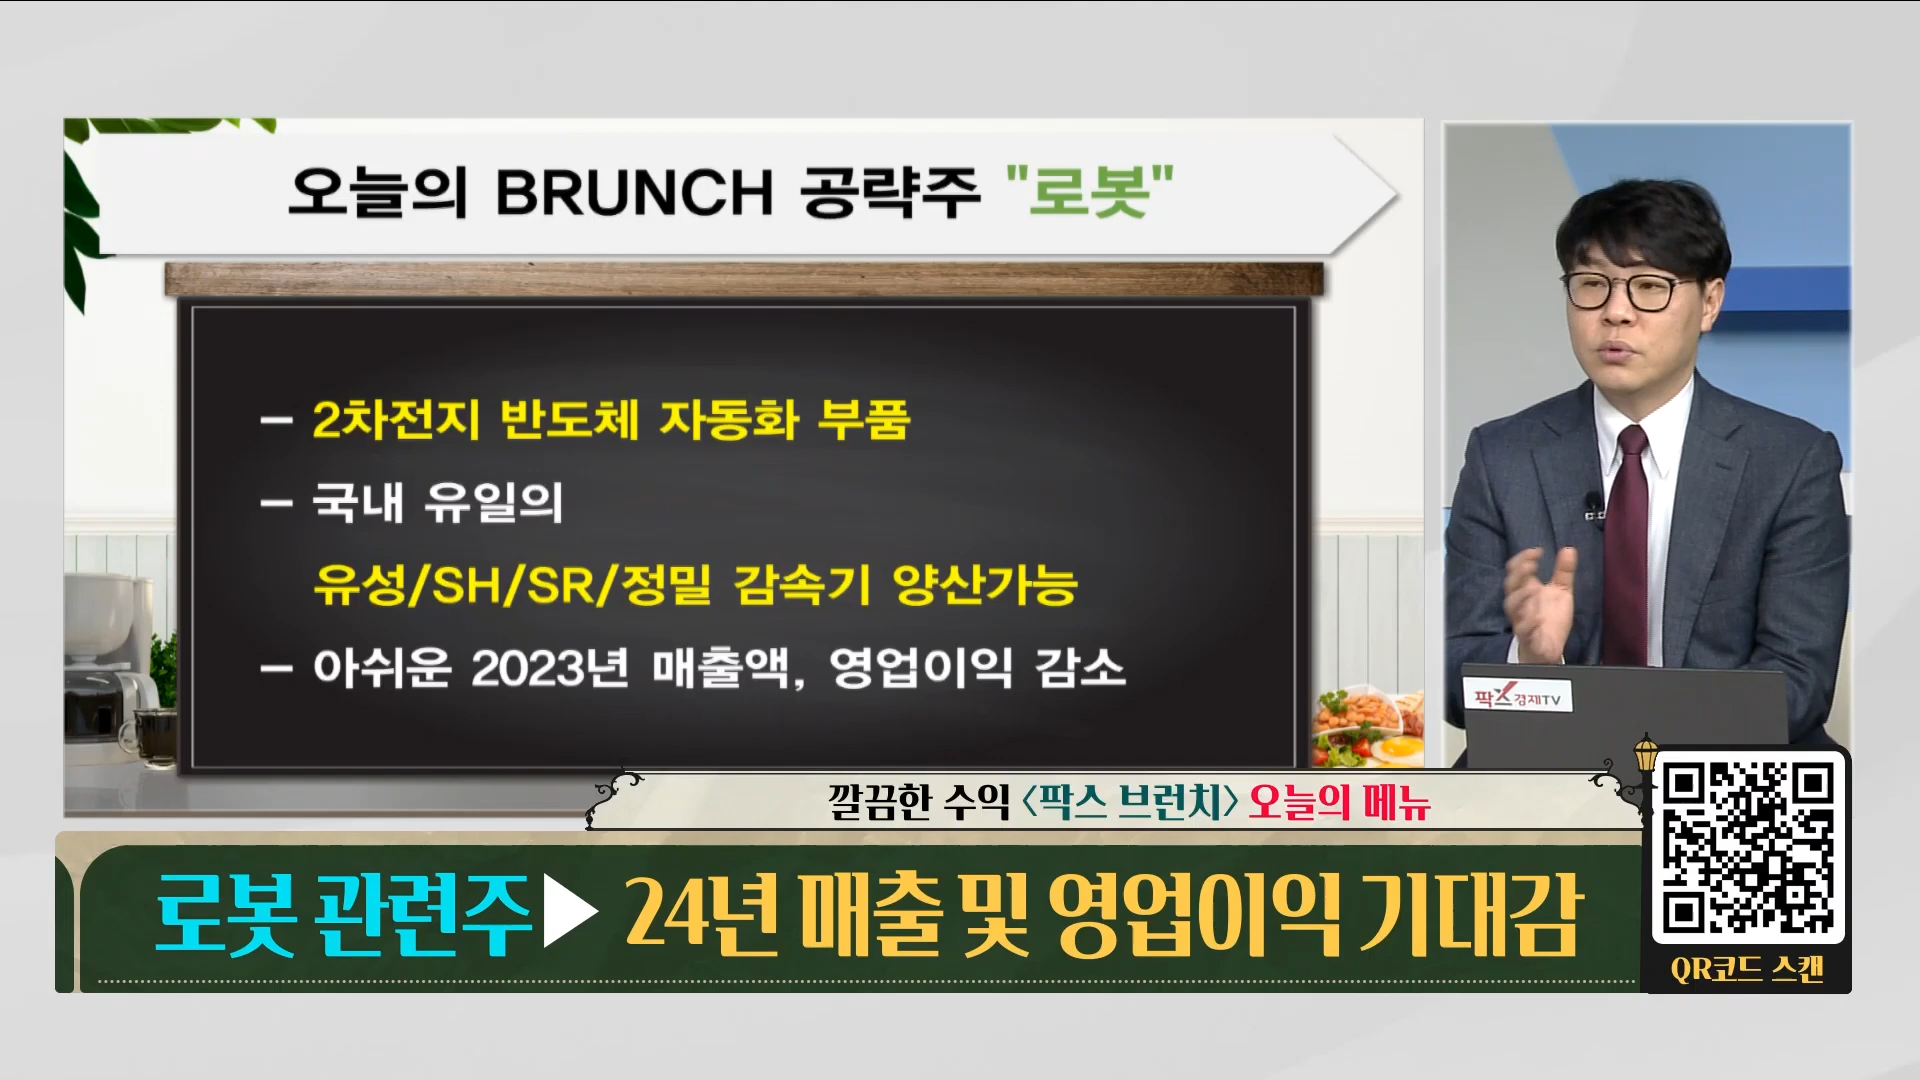 오늘의 BRUNCH 공략주 "로봇"
- 2차전지 반도체 자동화 부품
- 국내 유일의
유성/SH/SR/정밀 감속기 양산가능
- 아쉬운 2023년 매출액, 영업이익 감소
팍스경제TV
깔끔한 수익 〈팍스 브런치〉 오늘의 메뉴
로봇 관련주▶ 24년 매출 및 영업이익 기대감
QR코드 스캔